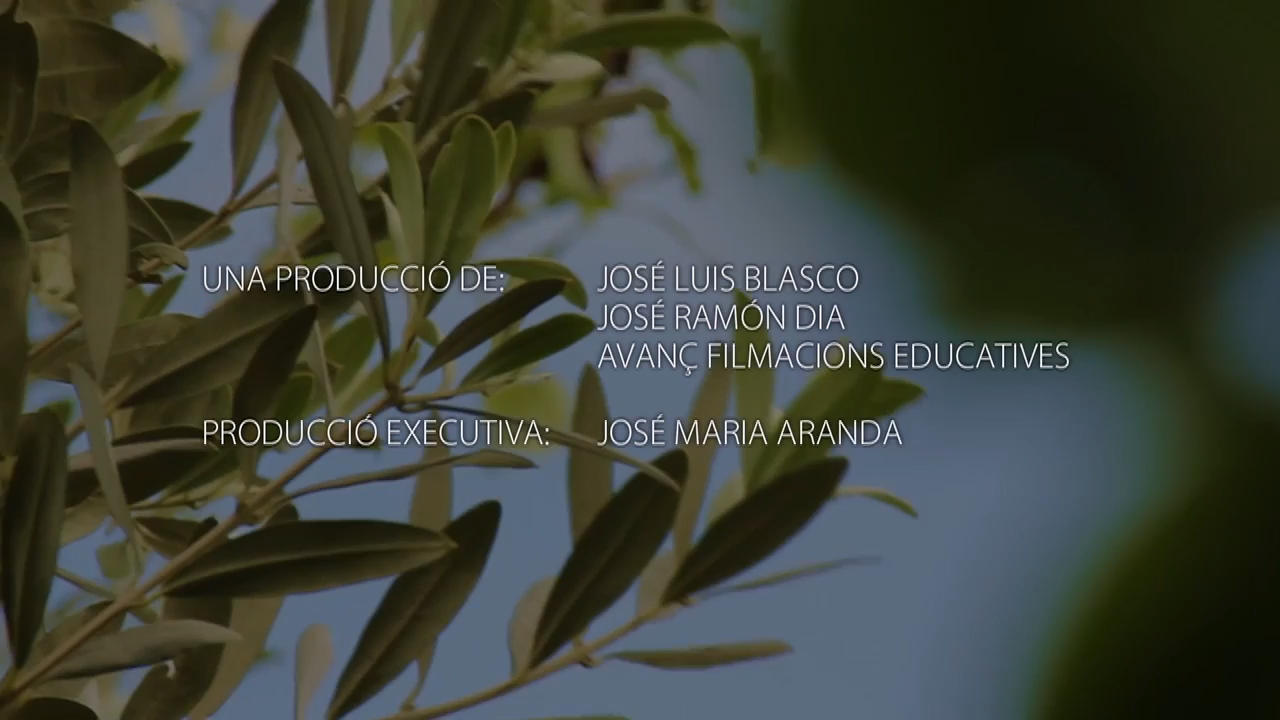 UNA PRODUCCIÓ DE: JOSÉ LUIS BLASCO
JOSÉ RAMÓN DIA
AVANÇ FILMACIONS EDUCATIVES
PRODUCCIÓ EXECUTIVA: JOSÉ MARIA ARANDA